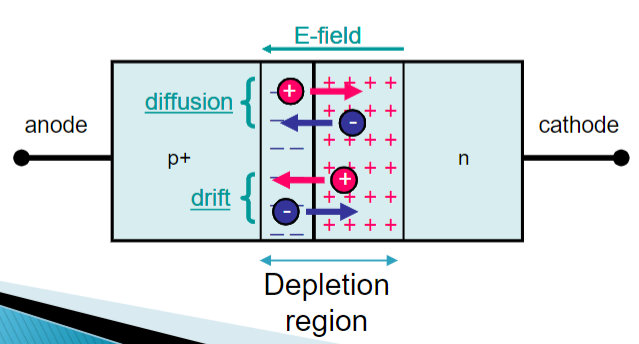 E-field
diffusion
+ + + +
+
+ +
-
+ + + +
anode
cathode
p+
n
+ + + +
+
drift
+ + + +
-
+ + + +
Depletion
region